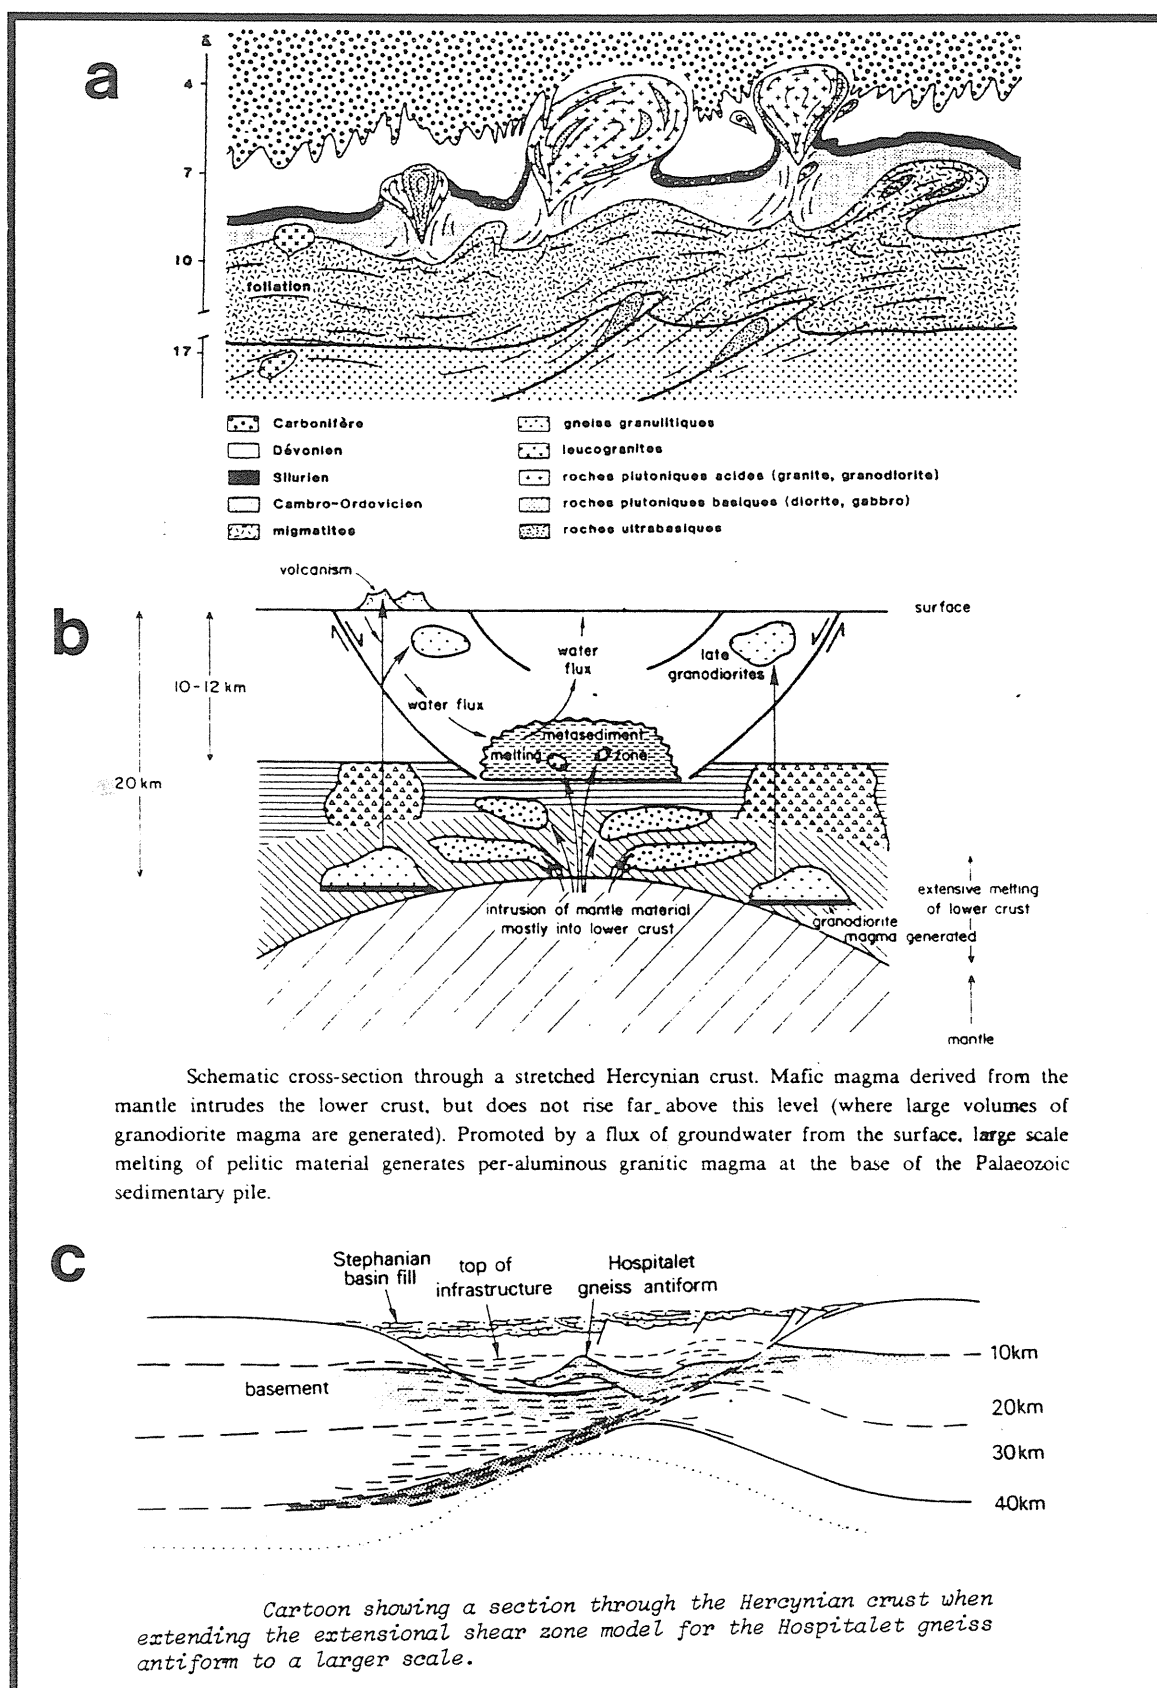 a
4
7
10
17
foliation
Carbonifère
Dévonien
Silurien
Cambro-Ordovicien
migmatites
gneiss granulitiques
leucogranites
roches plutoniques acides (granite, granodiorite)
roches plutoniques basiques (diorite, gabbro)
roches ultrabasiques
b
volcanism
surface
10-12 km
20 km
water
flux
late
granodiorites
water flux
metasediment
melting zone
intrusion of mantle material
mostly into lower crust
granodiorite
magma generated
extensive melting
of lower crust
mantle
Schematic cross-section through a stretched Hercynian crust. Mafic magma derived from the
mantle intrudes the lower crust, but does not rise far above this level (where large volumes of
granodiorite magma are generated). Promoted by a flux of groundwater from the surface, large scale
melting of pelitic material generates per-aluminous granitic magma at the base of the Palaeozoic
sedimentary pile.
c
Stephanian
basin fill
top of
infrastructure
Hospitalet
gneiss antiform
basement
10km
20km
30km
40km
Cartoon showing a section through the Hercynian crust when
extending the extensional shear zone model for the Hospitalet gneiss
antiform to a larger scale.